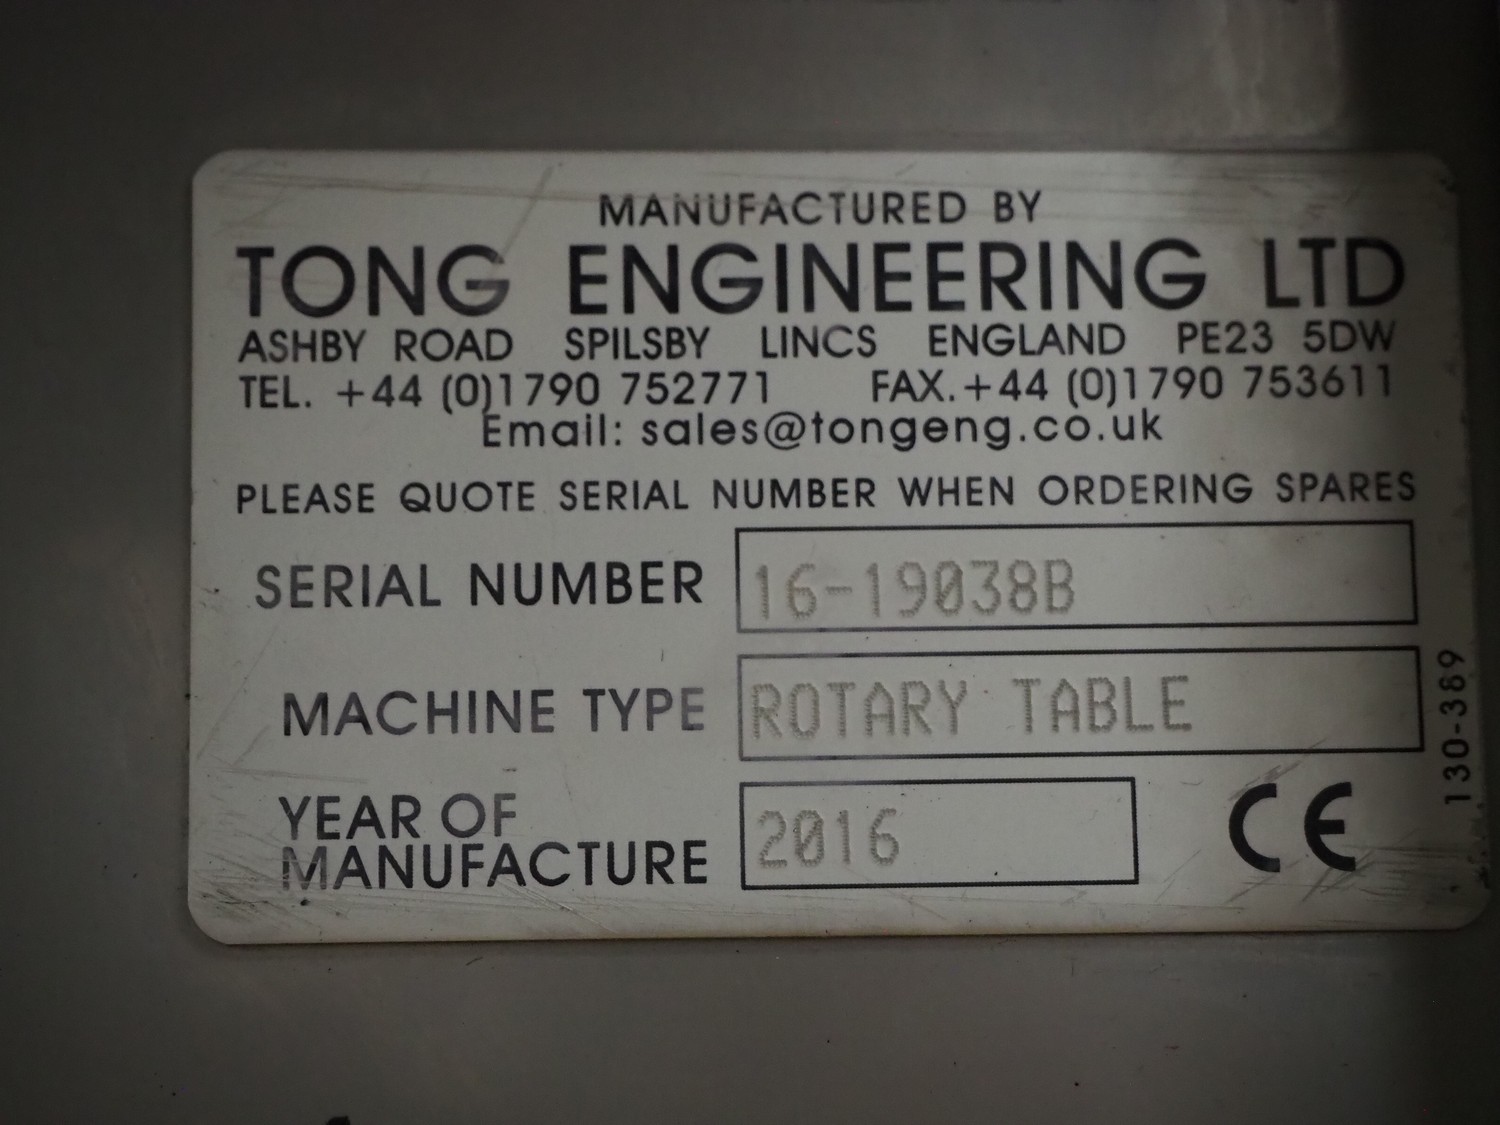 MANUFACTURED BY
TONG ENGINEERING LTD
ASHBY ROAD SPILSBY LINCS ENGLAND PE23 5DW
TEL. +44 (0)1790 752771 FAX.+44 (0)1790 753611
Email: sales@tongeng.co.uk
PLEASE QUOTE SERIAL NUMBER WHEN ORDERING SPARES
SERIAL NUMBER 16-19038B
MACHINE TYPE ROTARY TABLE
YEAR OF
MANUFACTURE 2016
CE
130-389